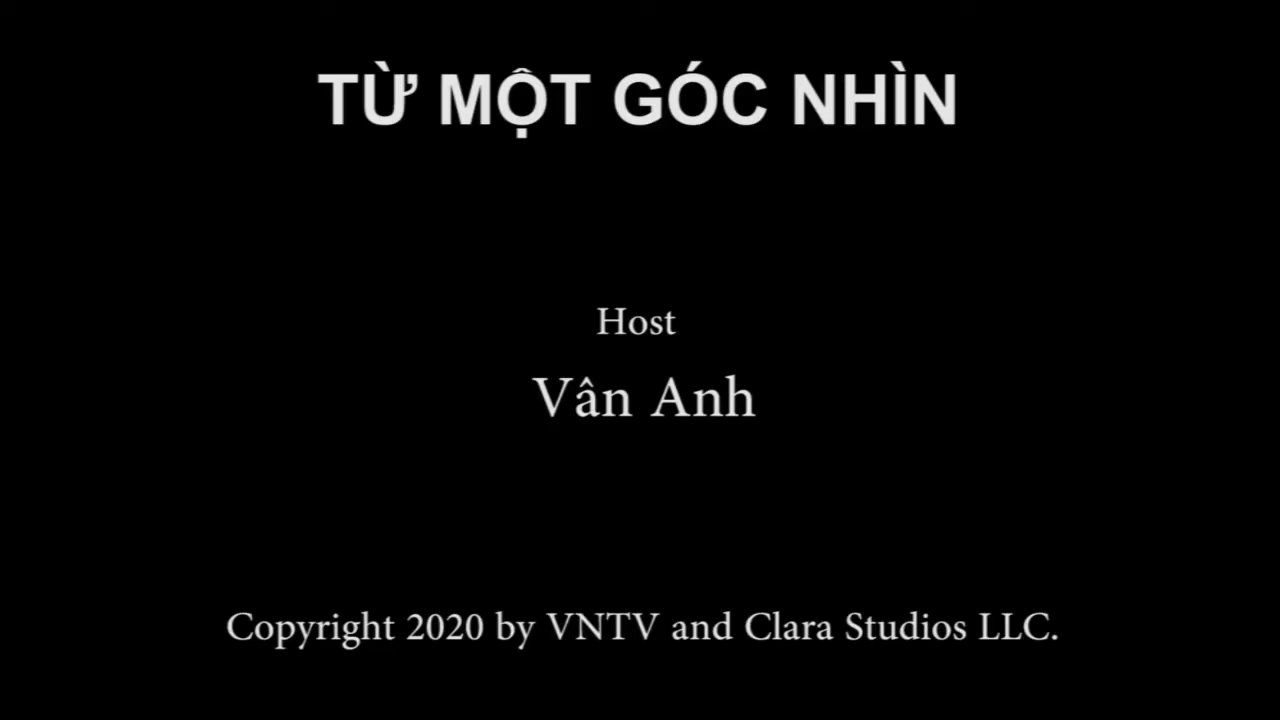 TỪ MỘT GÓC NHÌN
Host
Vân Anh
Copyright 2020 by VNTV and Clara Studios LLC.